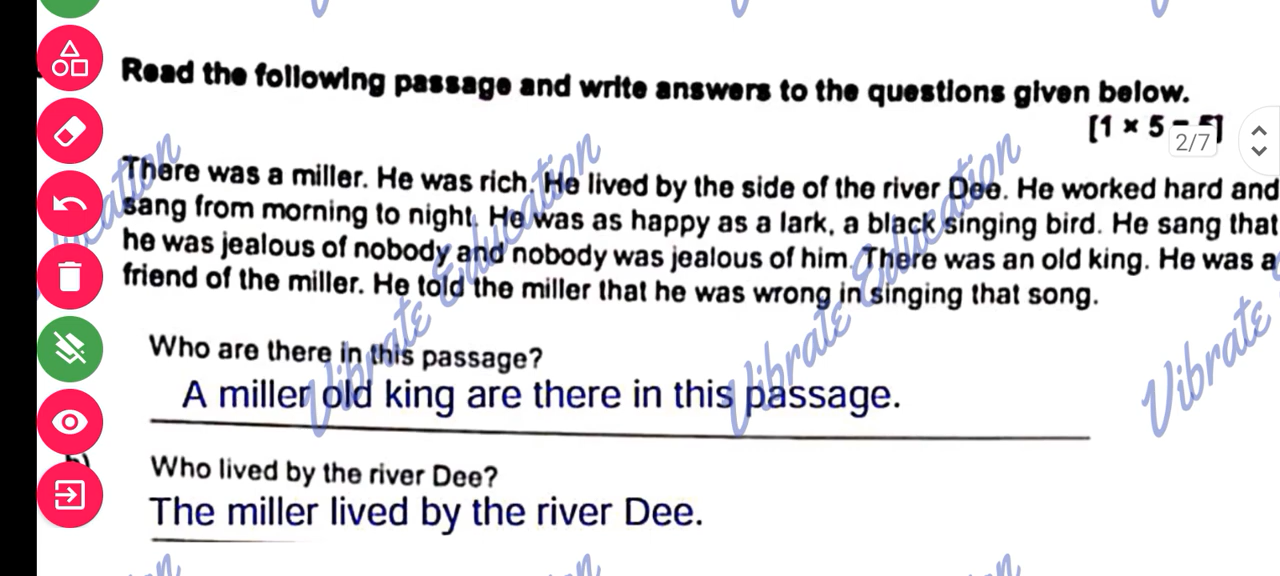 Read the following passage and write answers to the questions given below.
[1 × 5 = 5]
2/7
There was a miller. He was rich. He lived by the side of the river Dee. He worked hard and
sang from morning to night. He was as happy as a lark, a black singing bird. He sang that
he was jealous of nobody and nobody was jealous of him. There was an old king. He was a
friend of the miller. He told the miller that he was wrong in singing that song.
Who are there in this passage?
A miller old king are there in this passage.
b)
Who lived by the river Dee?
The miller lived by the river Dee.
Vibrate Education
Vibrate Education
Vibrate